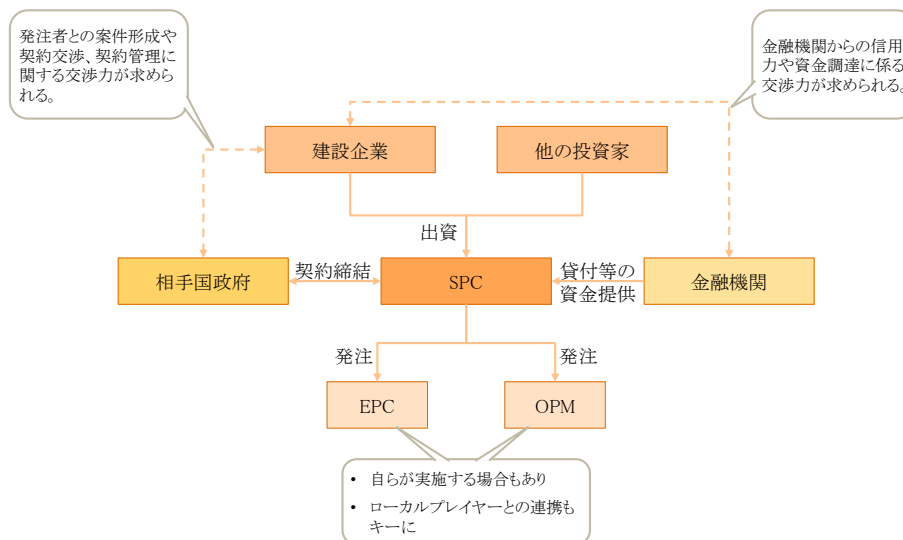 発注者との案件形成や
契約交渉、契約管理に
関する交渉力が求めら
れる。
金融機関からの信用
力や資金調達に係る
交渉力が求められる。
建設企業
他の投資家
出資
相手国政府
契約締結
SPC
貸付等の
資金提供
金融機関
発注
発注
EPC
OPM
• 自らが実施する場合もあり
• ローカルプレイヤーとの連携も
キーに